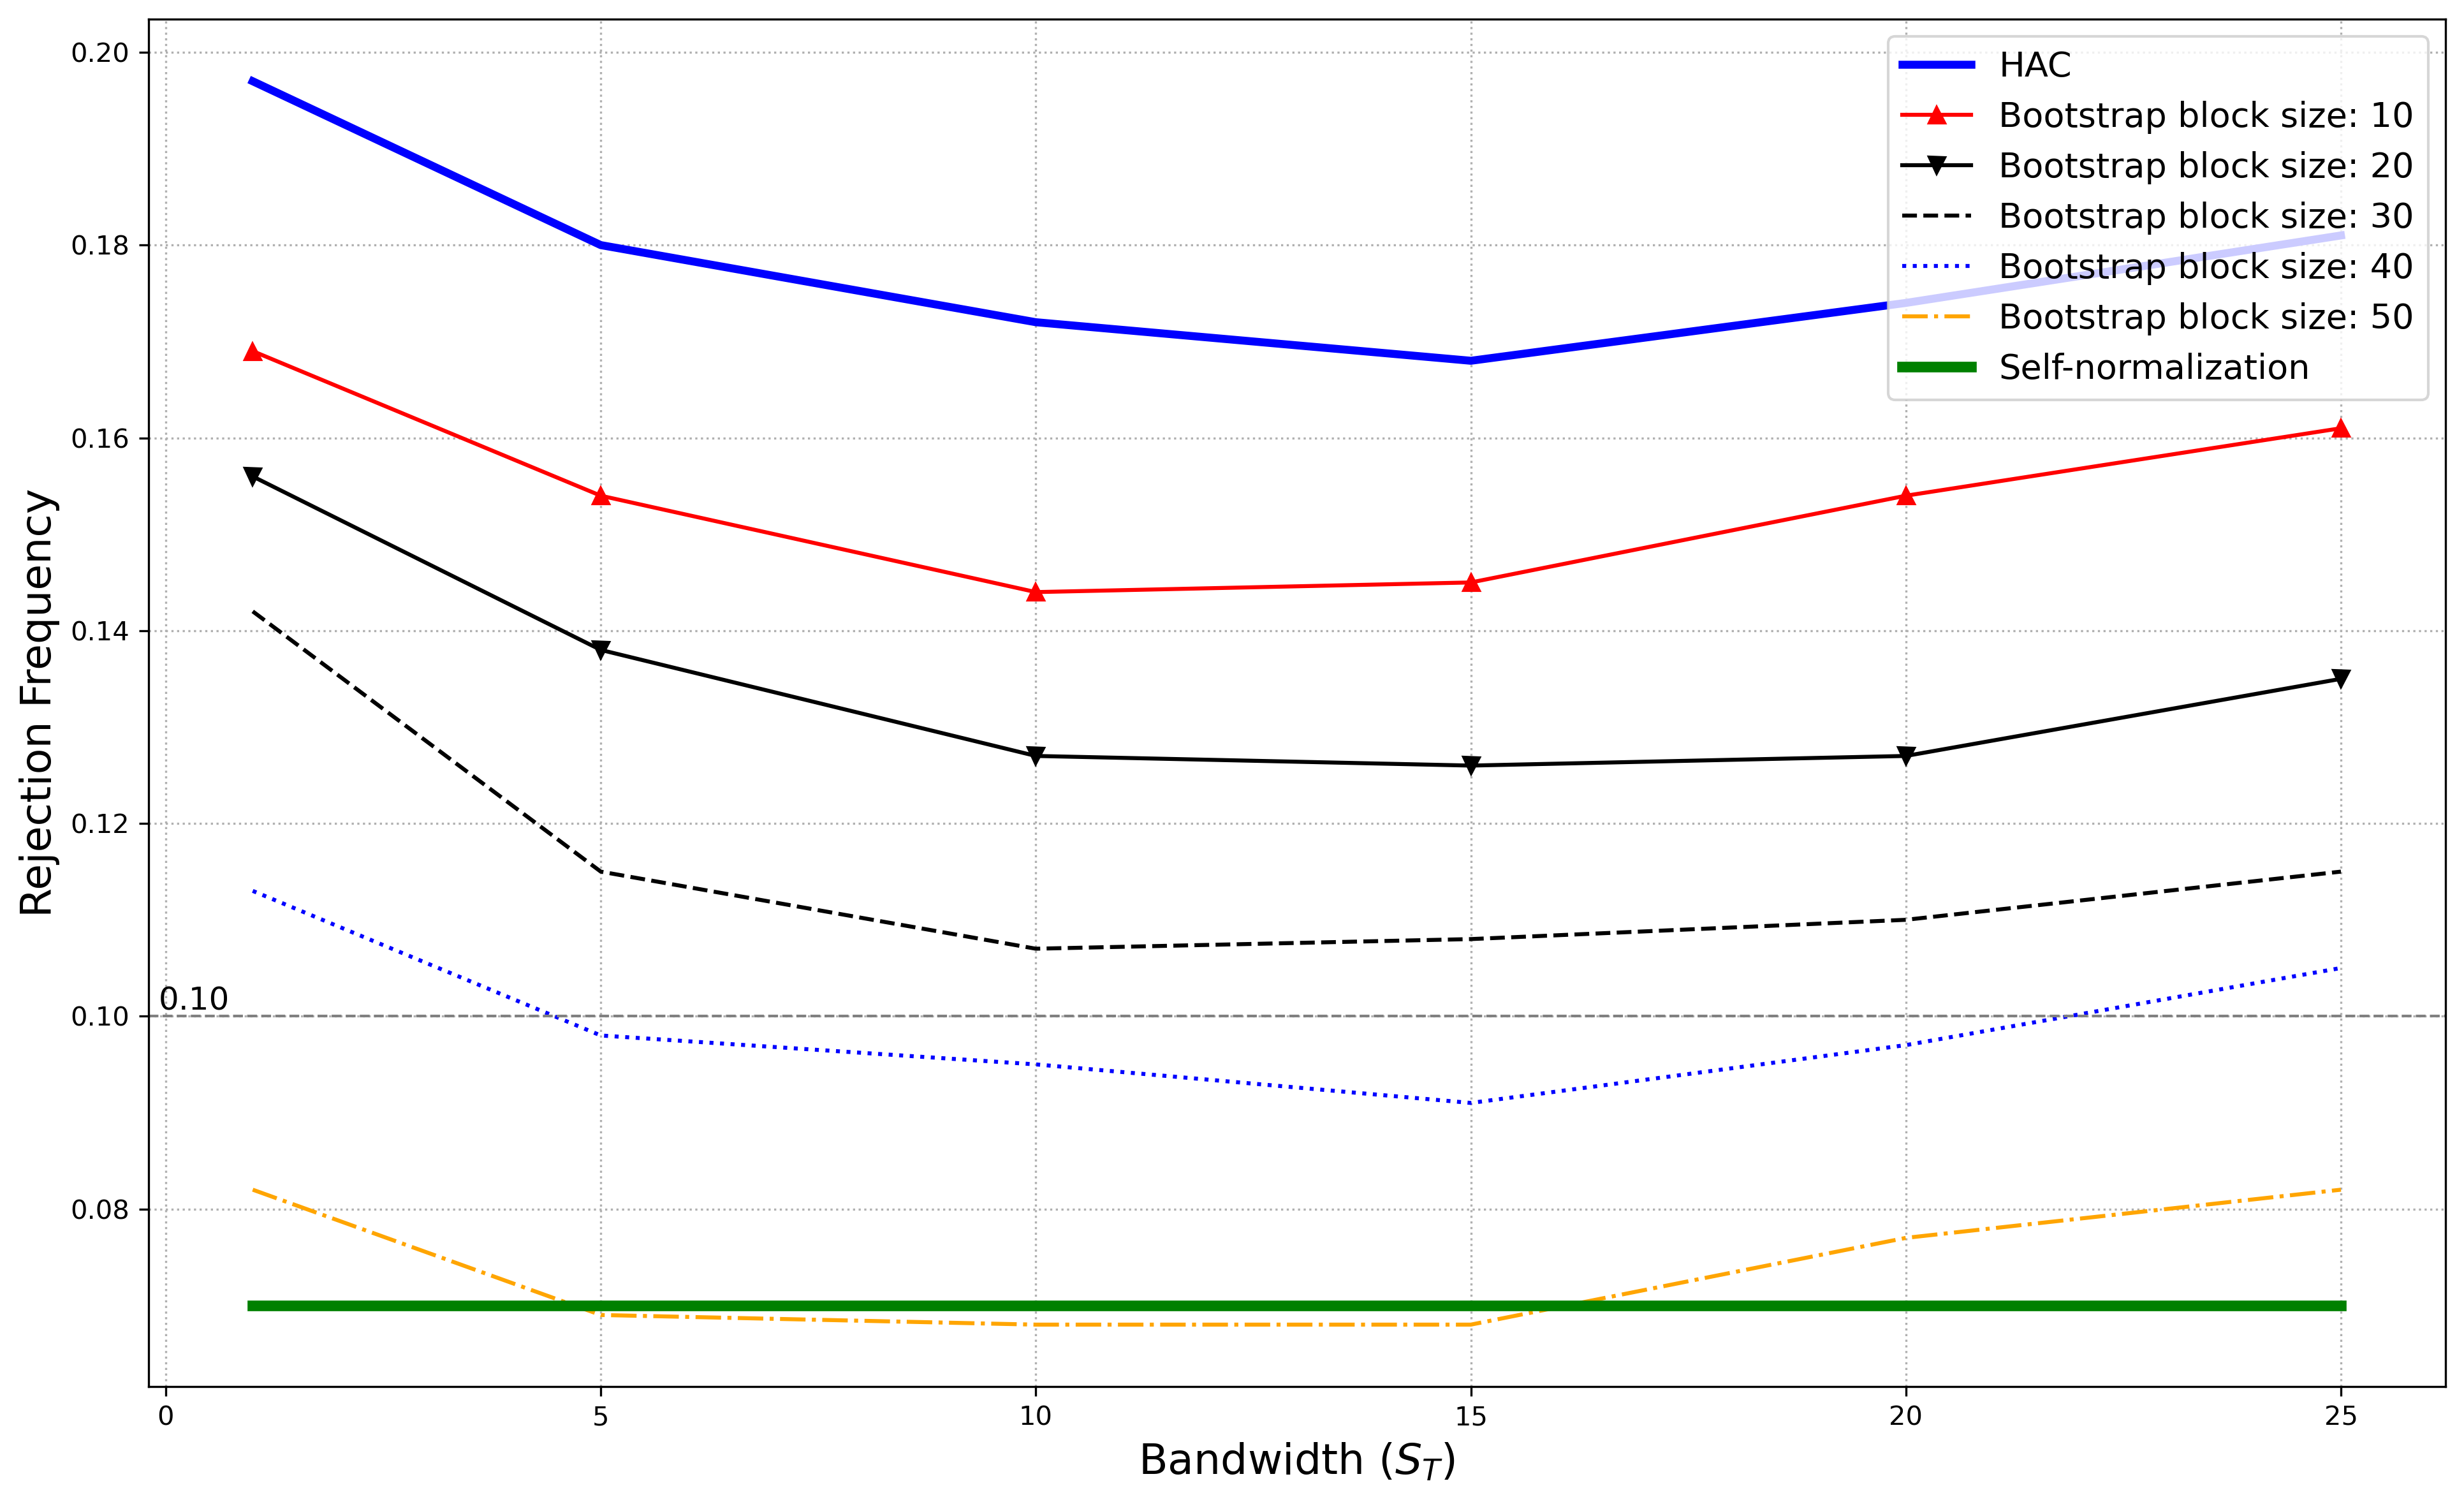 0.20
0.18
0.16
0.14
0.12
0.10
0.08
Rejection Frequency
0.10
HAC
Bootstrap block size: 10
Bootstrap block size: 20
Bootstrap block size: 30
Bootstrap block size: 40
Bootstrap block size: 50
Self-normalization
0 5 10 15 20 25
Bandwidth (S_T)